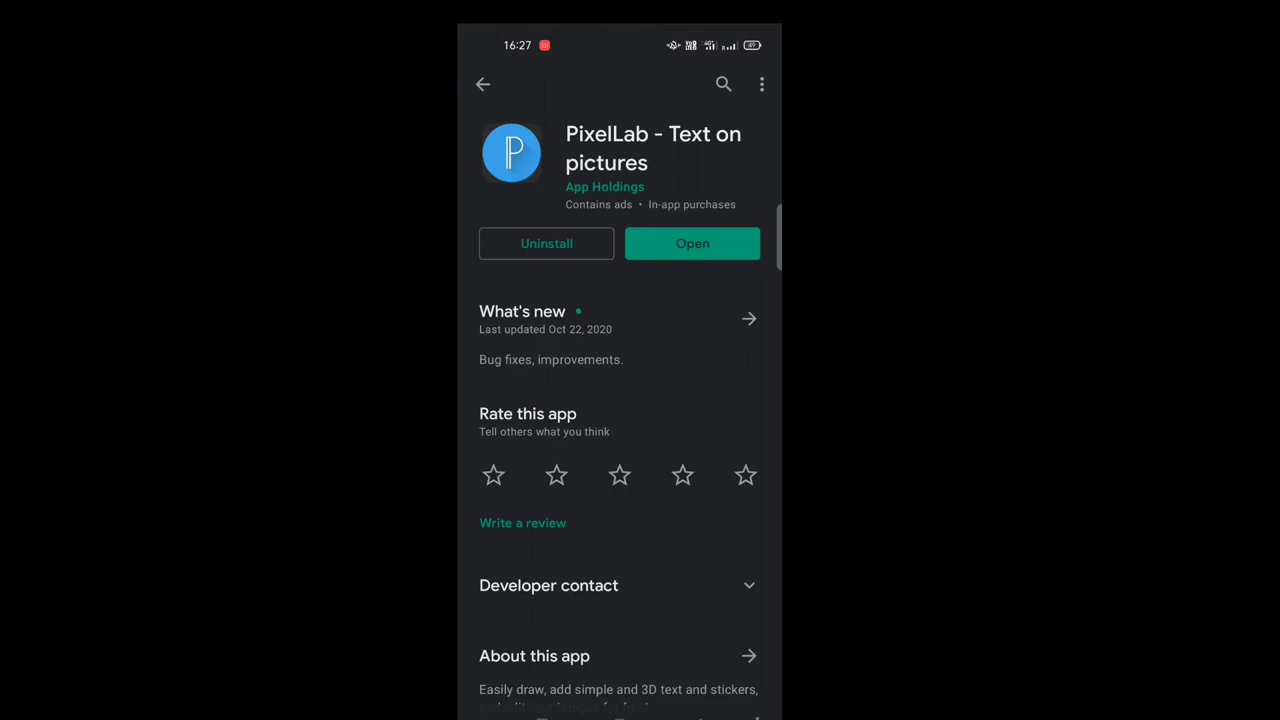 16:27
49
PixelLab - Text on
pictures
App Holdings
Contains ads • In-app purchases
Uninstall
Open
What's new
Last updated Oct 22, 2020
Bug fixes, improvements.
Rate this app
Tell others what you think
Write a review
Developer contact
About this app
Easily draw, add simple and 3D text and stickers,